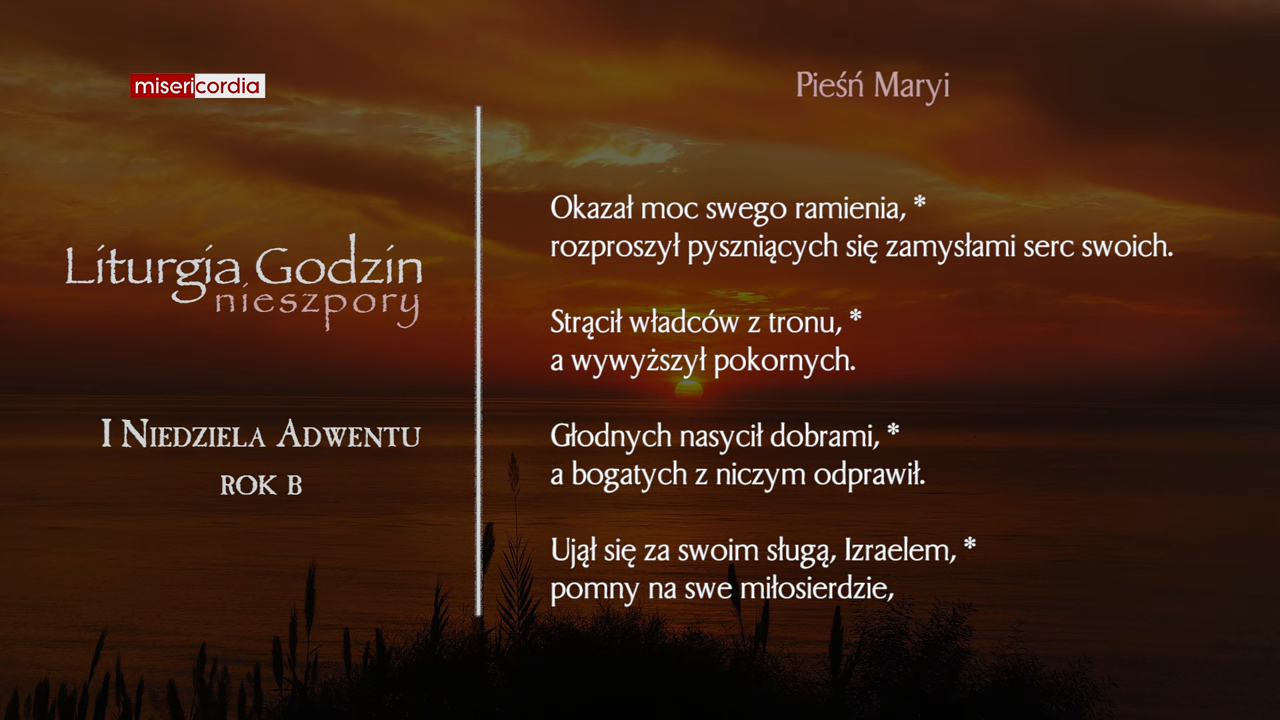 misericordia
Liturgia Godzin
nieszpory
I Niedziela Adwentu
rok B
Pieśń Maryi
Okazał moc swego ramienia, *
rozproszył pyszniących się zamysłami serc swoich.
Strącił władców z tronu, *
a wywyższył pokornych.
Głodnych nasycił dobrami, *
a bogatych z niczym odprawił.
Ujął się za swoim sługą, Izraelem, *
pomny na swe miłosierdzie,